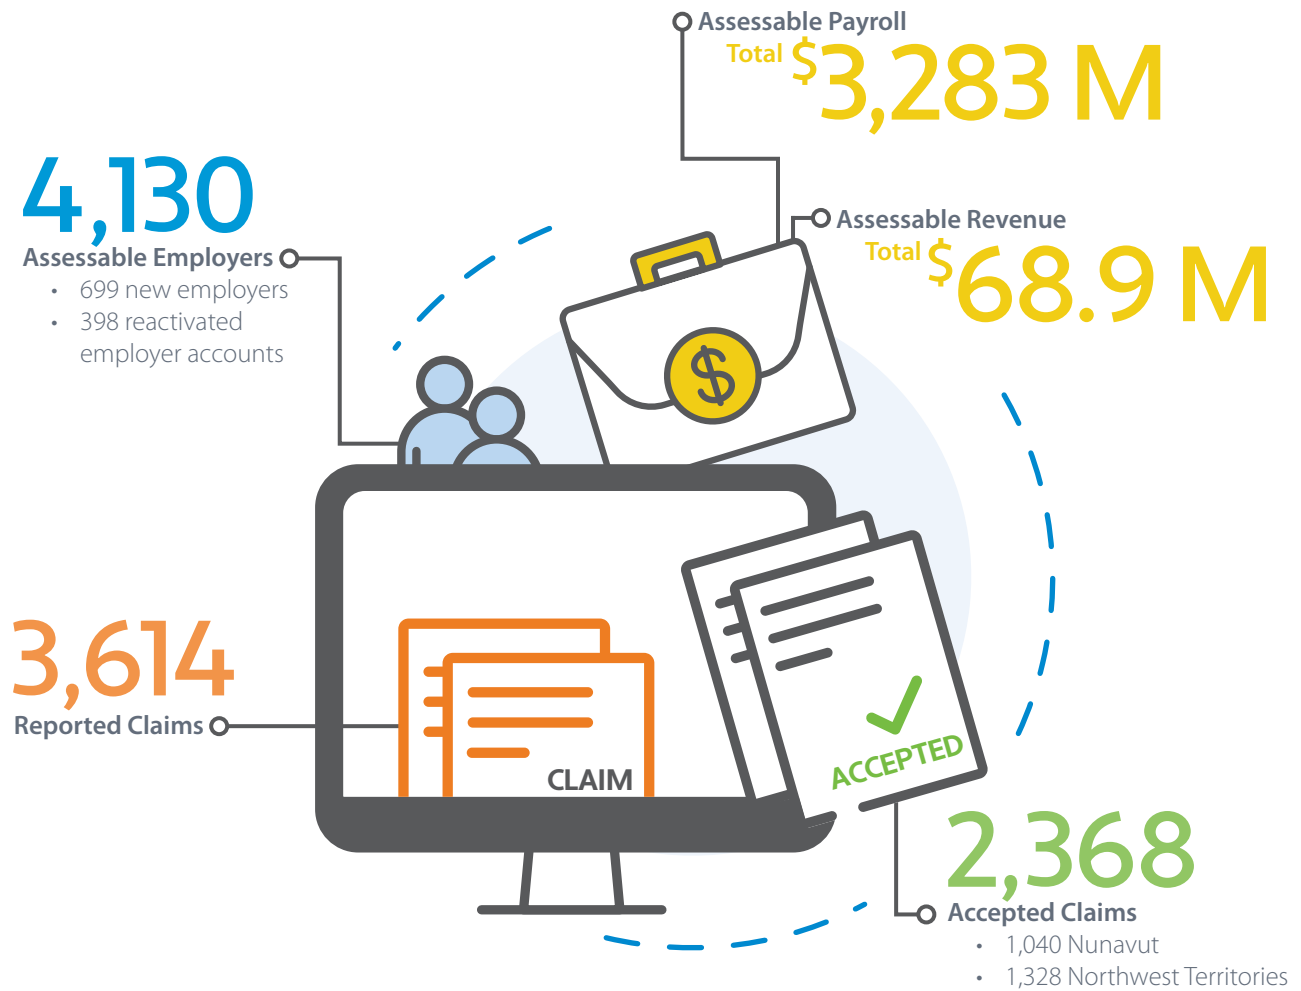 Assessable Payroll
Total $3,283 M
4,130
Assessable Employers
• 699 new employers
• 398 reactivated
employer accounts
Assessable Revenue
Total $68.9 M
$
3,614
Reported Claims
CLAIM
ACCEPTED
2,368
Accepted Claims
• 1,040 Nunavut
• 1,328 Northwest Territories